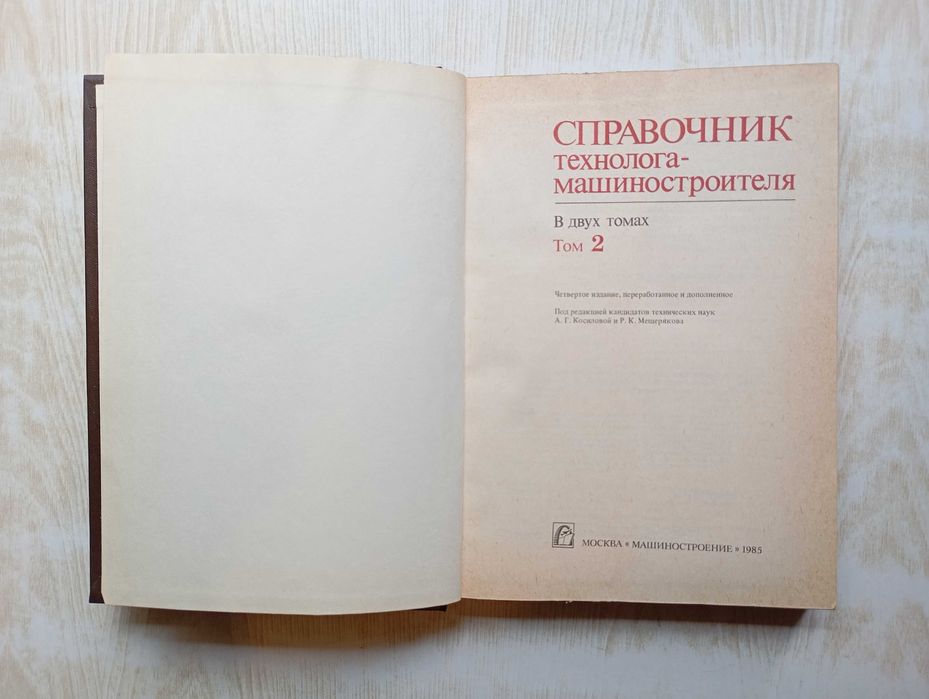 СПРАВОЧНИК
технолога-
машиностроителя
В двух томах
Том 2
Четвертое издание, переработанное и дополненное
Под редакцией кандидатов технических наук
А. Г. Косиловой и Р. К. Мещерякова
МОСКВА «МАШИНОСТРОЕНИЕ» 1985